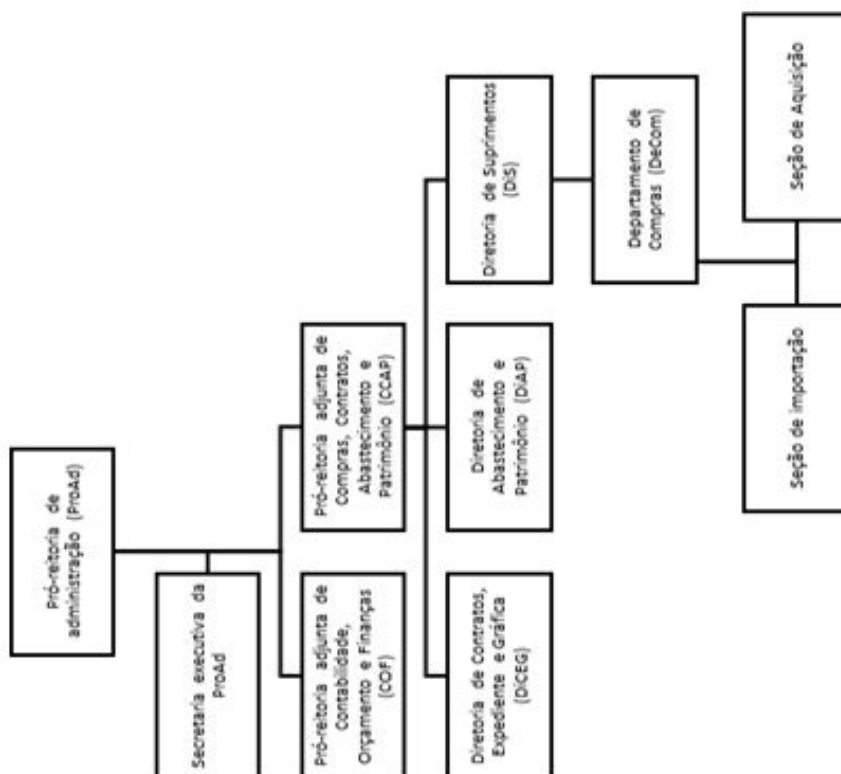 Pró-reitoria de
administração (ProAd)
Secretaria executiva da
ProAd
Pró-reitoria adjunta de
Contabilidade,
Orçamento e Finanças
(COF)
Pró-reitoria adjunta de
Compras, Contratos,
Abastecimento e
Patrimônio (CCAP)
Diretoria de Contratos,
Expediente e Gráfica
(DiCEG)
Diretoria de
Abastecimento e
Patrimônio (DiAP)
Diretoria de Suprimentos
(DiS)
Departamento de
Compras (DeCom)
Seção de importação
Seção de Aquisição